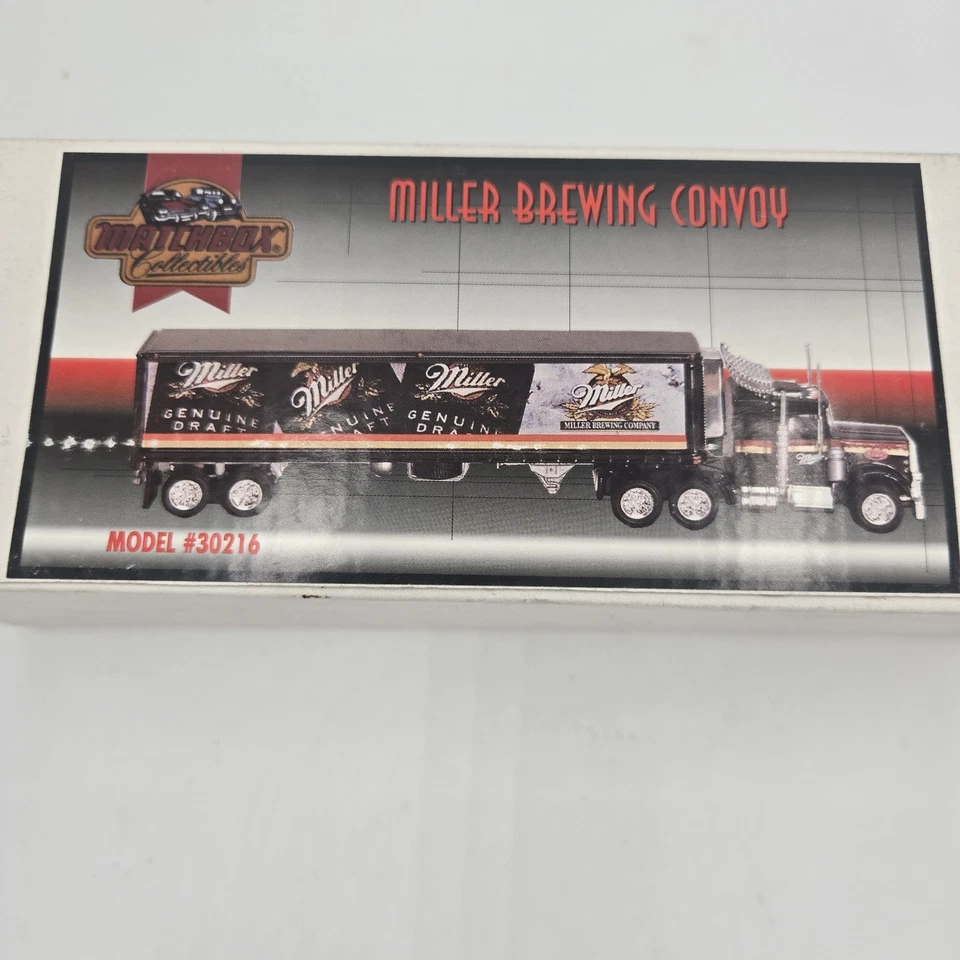 MILLER BREWING CONVOY
MATCHBOX®
Collectibles
Miller
GENUINE
DRAFT
Miller
GENUINE
DRAFT
Miller
GENUINE
DRAFT
Miller
MILLER BREWING COMPANY
Miller
MODEL #30216